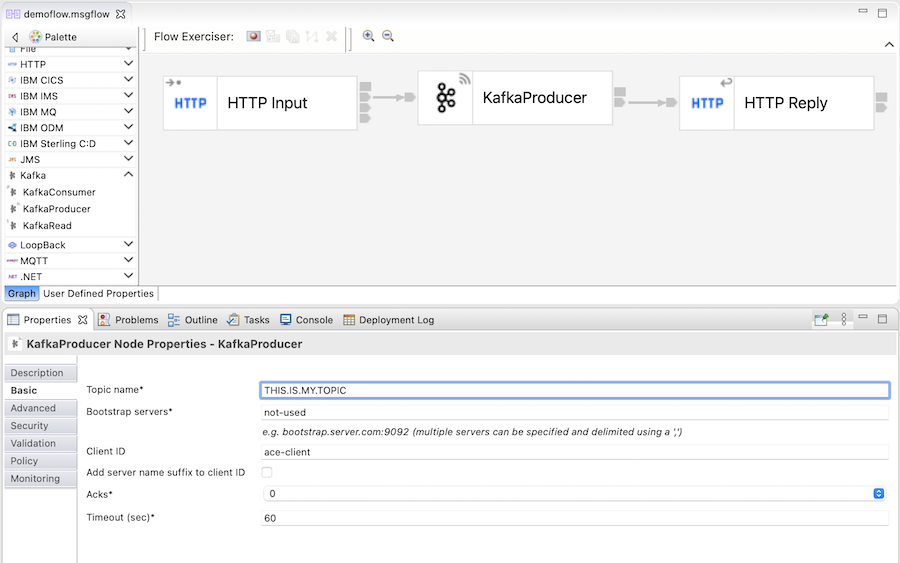 demoflow.msgflow
Palette
Flow Exerciser:
File
HTTP
IBM CICS
IBM IMS
IBM MQ
IBM ODM
IBM Sterling C:D
JMS
Kafka
KafkaConsumer
KafkaProducer
KafkaRead
LoopBack
MQTT
.NET
HTTP HTTP Input
KafkaProducer
HTTP HTTP Reply
Graph User Defined Properties
Properties Problems Outline Tasks Console Deployment Log
KafkaProducer Node Properties - KafkaProducer
Description
Basic
Advanced
Security
Validation
Policy
Monitoring
Topic name* THIS.IS.MY.TOPIC
Bootstrap servers* not-used
e.g. bootstrap.server.com:9092 (multiple servers can be specified and delimited using a ',')
Client ID ace-client
Add server name suffix to client ID
Acks* 0
Timeout (sec)* 60